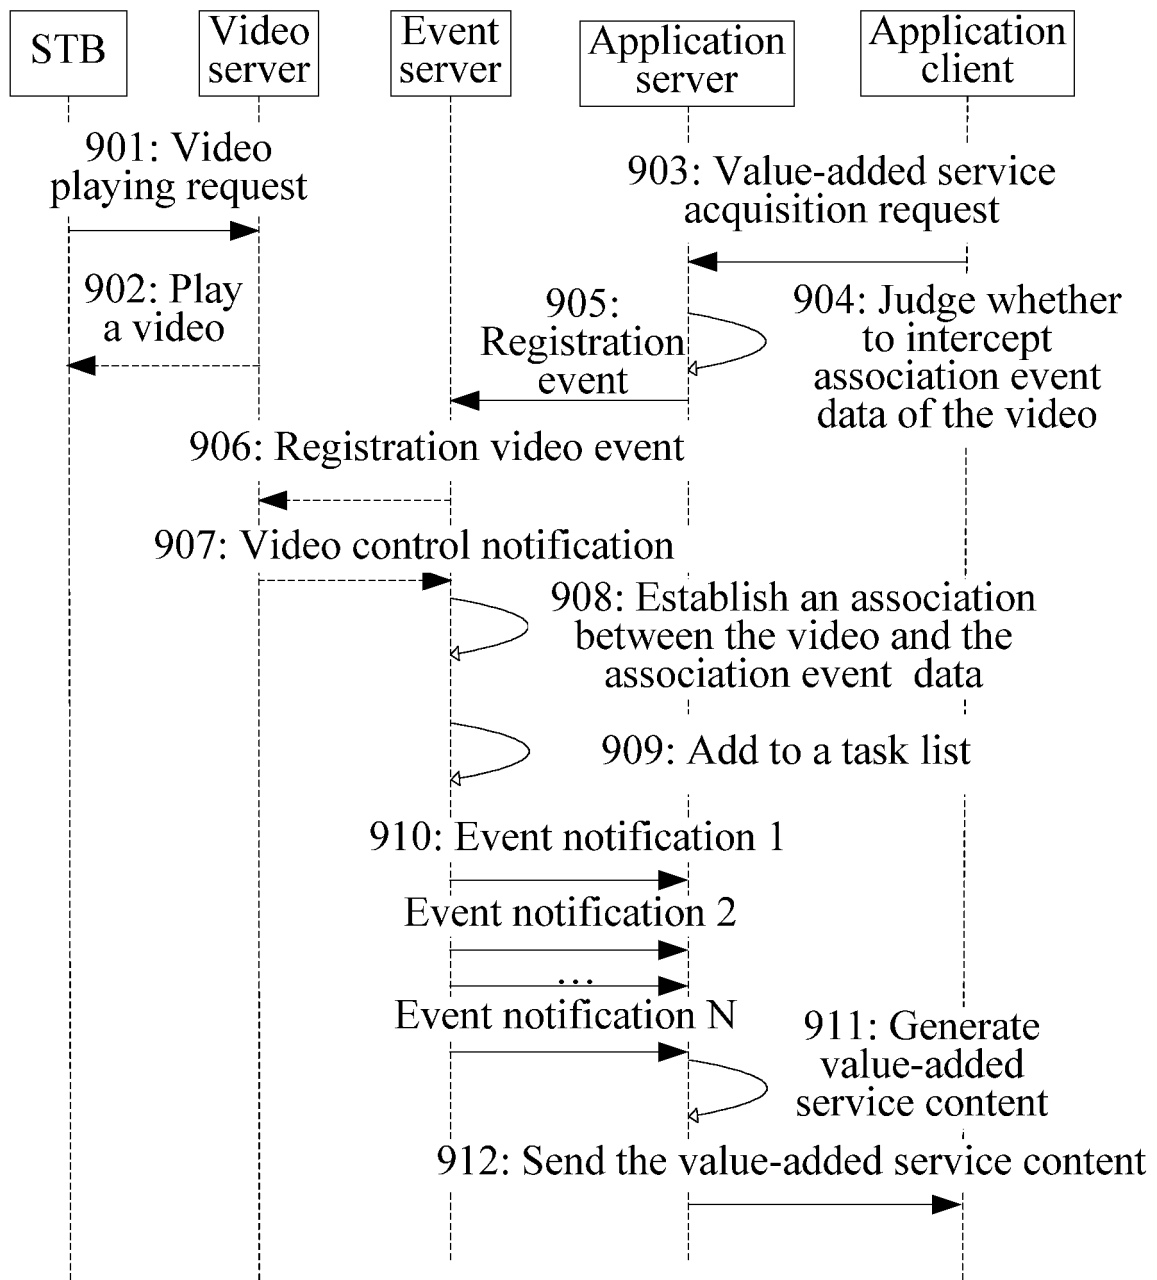 STB
Video
server
Event
server
Application
server
Application
client
901: Video
playing request
903: Value-added service
acquisition request
902: Play
a video
905:
Registration
event
904: Judge whether
to intercept
association event
data of the video
906: Registration video event
907: Video control notification
908: Establish an association
between the video and the
association event data
909: Add to a task list
910: Event notification 1
Event notification 2
...
Event notification N
911: Generate
value-added
service content
912: Send the value-added service content